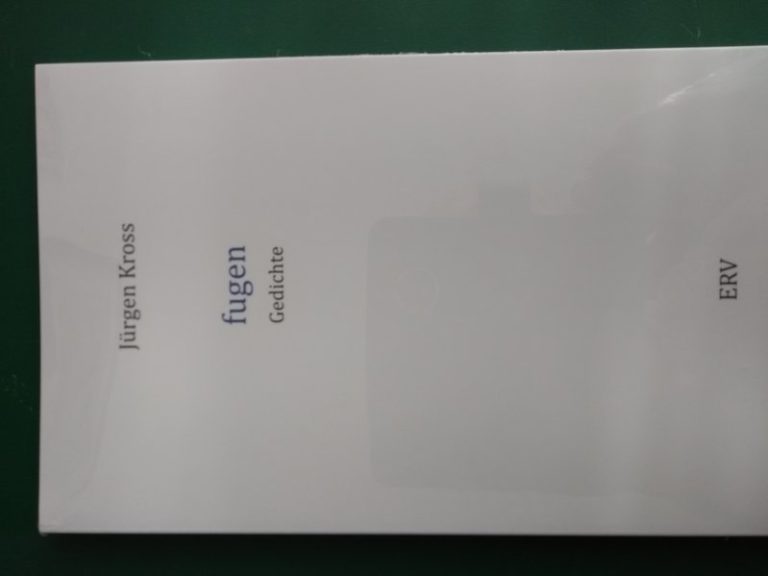 Jürgen Kross
fugen
Gedichte
ERV